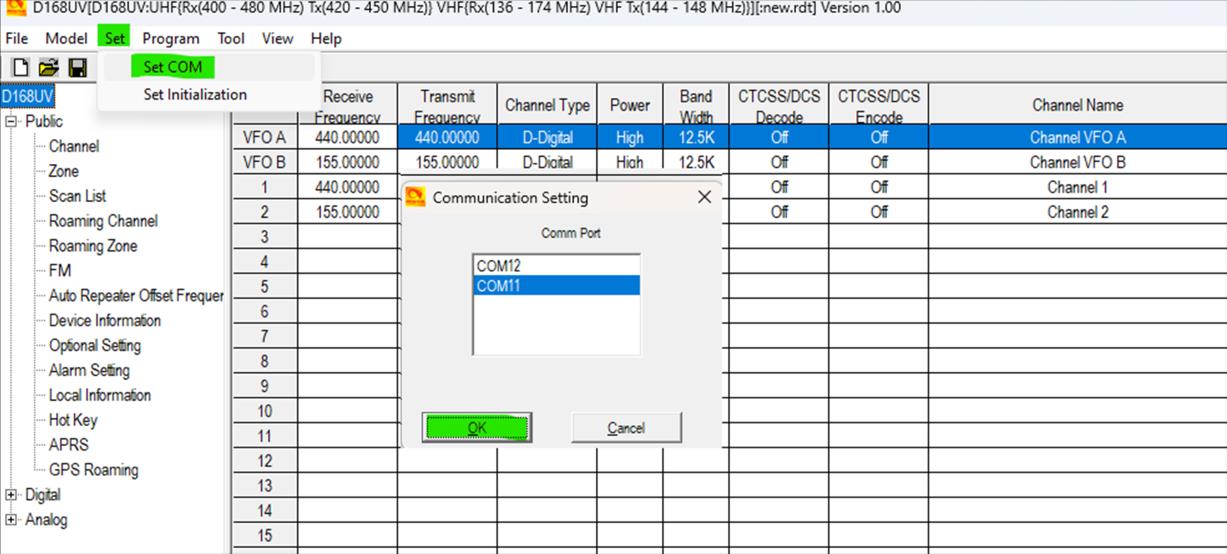 D168UV[D168UV:UHF{Rx(400 - 480 MHz) Tx(420 - 450 MHz)} VHF{Rx(136 - 174 MHz) VHF Tx(144 - 148 MHz)}][:new.rdt] Version 1.00
File Model Set Program Tool View Help
Set COM
Set Initialization
D168UV
Public
Channel
Zone
Scan List
Roaming Channel
Roaming Zone
FM
Auto Repeater Offset Frequer
Device Information
Optional Setting
Alarm Setting
Local Information
Hot Key
APRS
GPS Roaming
Digital
Analog
Receive Frequency Transmit Frequency Channel Type Power Band Width CTCSS/DCS Decode CTCSS/DCS Encode Channel Name
VFO A 440.00000 440.00000 D-Digital High 12.5K Off Off Channel VFO A
VFO B 155.00000 155.00000 D-Digital High 12.5K Off Off Channel VFO B
1 440.00000 Off Off Channel 1
2 155.00000 Off Off Channel 2
3
4
5
6
7
8
9
10
11
12
13
14
15
Communication Setting
Comm Port
COM12
COM11
OK Cancel